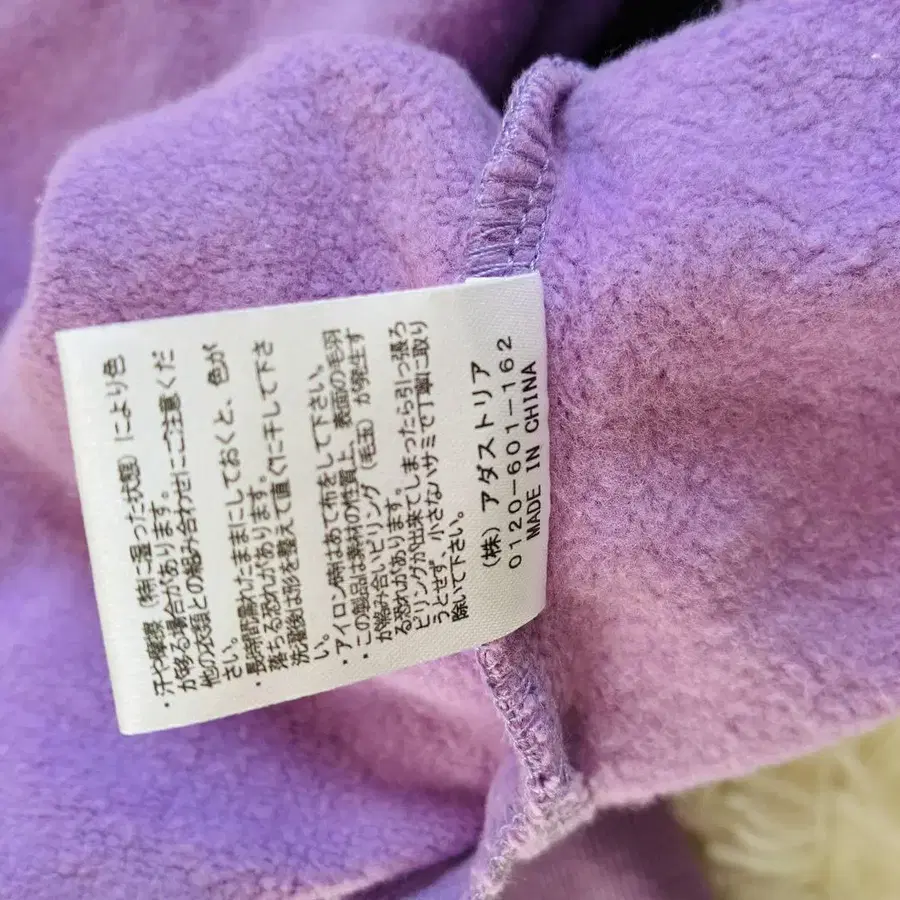 ・汗や摩擦（特に湿った状態）により色
が移る場合があります。
他の衣類との組み合わせにご注意くだ
さい。
・長時間濡れたままにしておくと、色が
落ちる恐れがあります。
洗濯後は形を整えて直ぐに干して下さ
い。
・アイロン掛けはあて布をして下さい。
・この製品は素材の性質上、表面の毛羽
が絡み合いピリング（毛玉）が発生す
る恐れがあります。
ピリングが出来てしまったら引っ張ろ
うとせず、小さなハサミで丁寧に取り
除いて下さい。
（株）アダストリア
0120-601-162
MADE IN CHINA